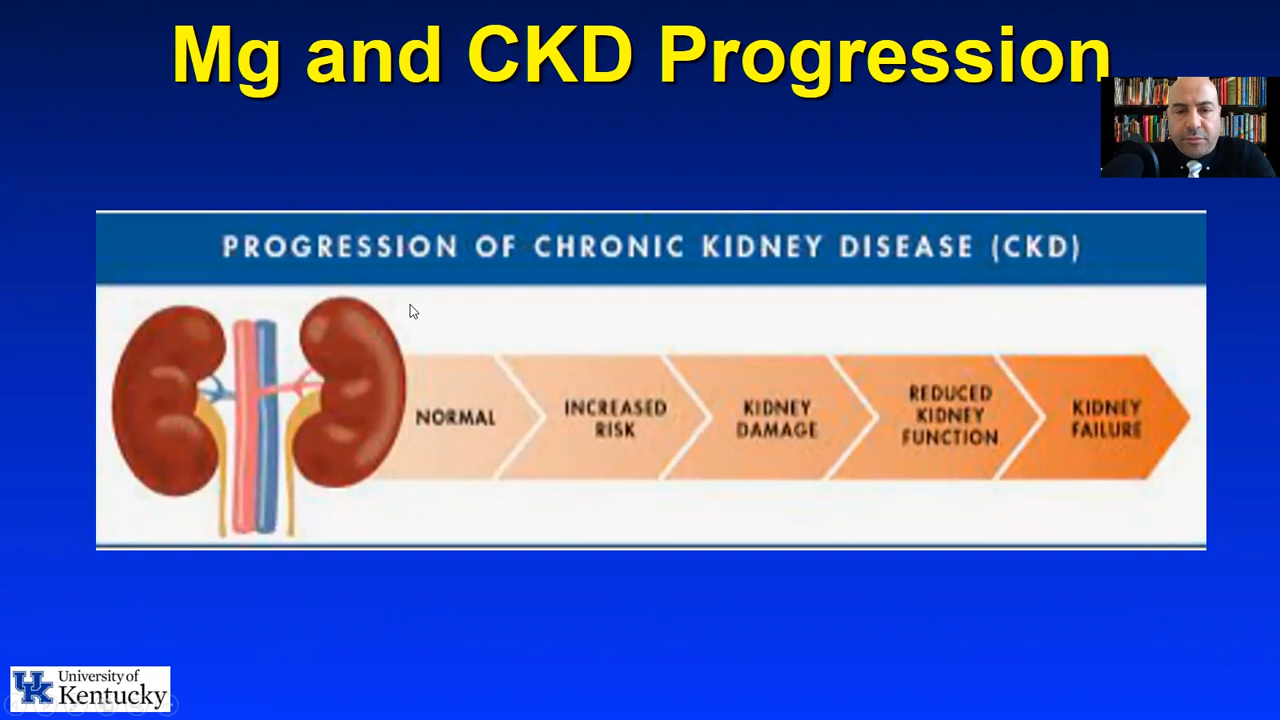 Mg and CKD Progression
PROGRESSION OF CHRONIC KIDNEY DISEASE (CKD)
NORMAL
INCREASED
RISK
KIDNEY
DAMAGE
REDUCED
KIDNEY
FUNCTION
KIDNEY
FAILURE
UK
University of
Kentucky